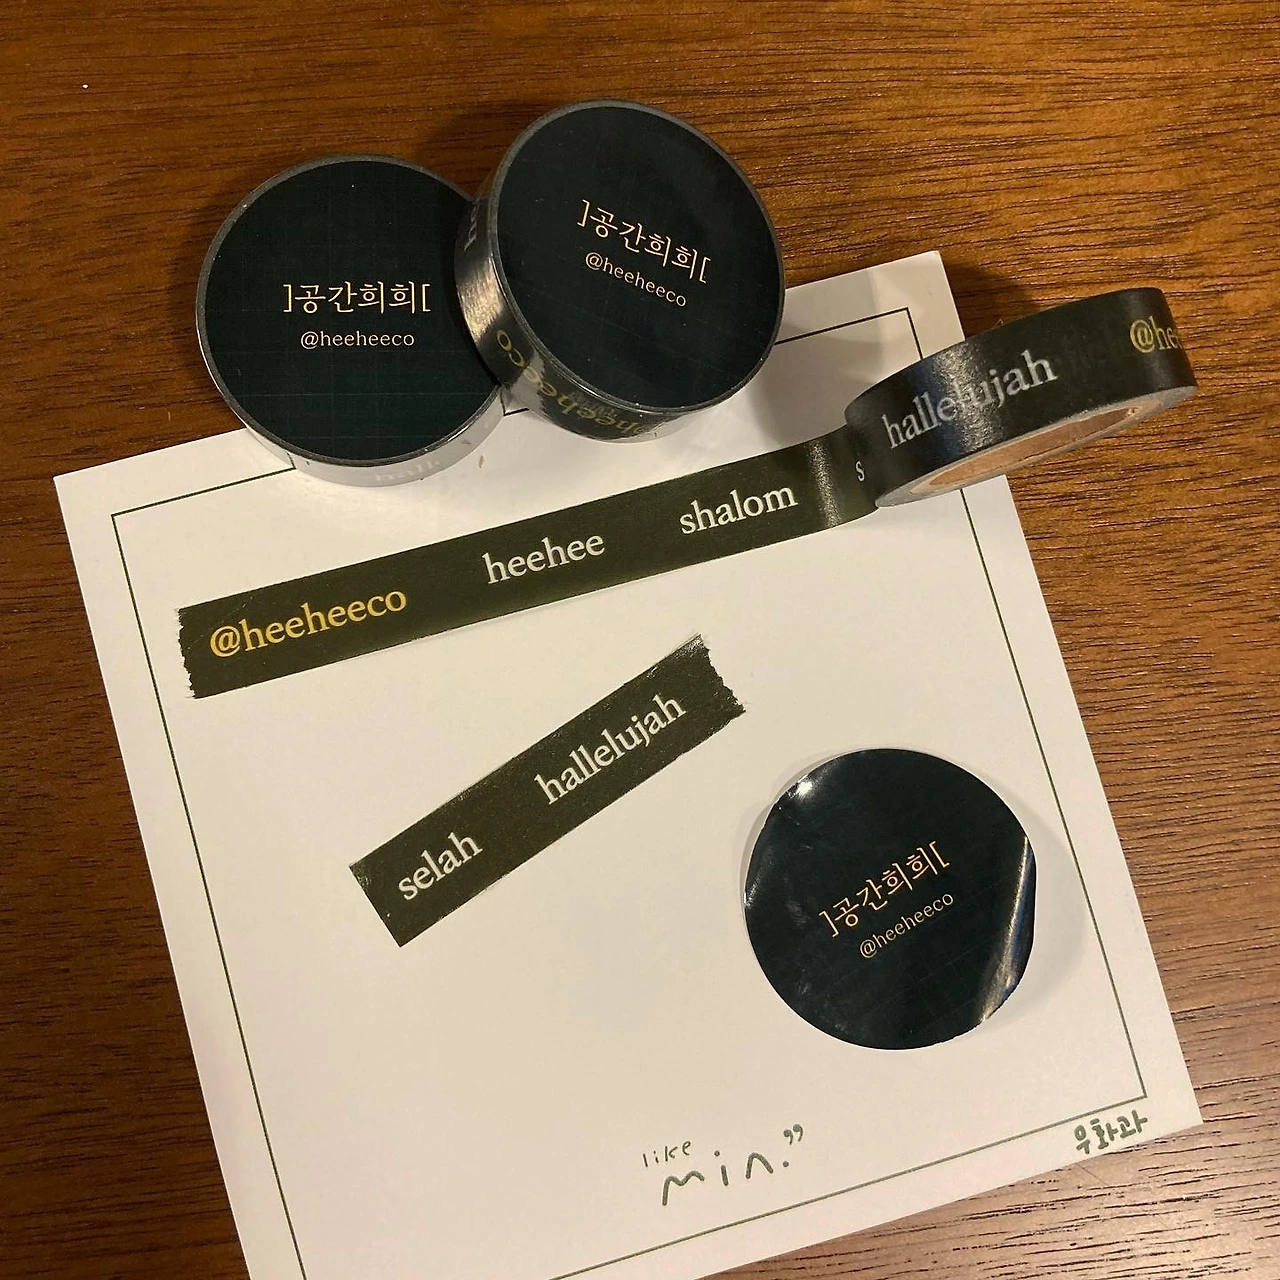 ]공간희희[
@heeheeco
]공간희희[
@heeheeco
heeheeco
hallelujah
@he
@heeheeco heehee shalom s
selah hallelujah
]공간희희[
@heeheeco
like
min.”
우화과